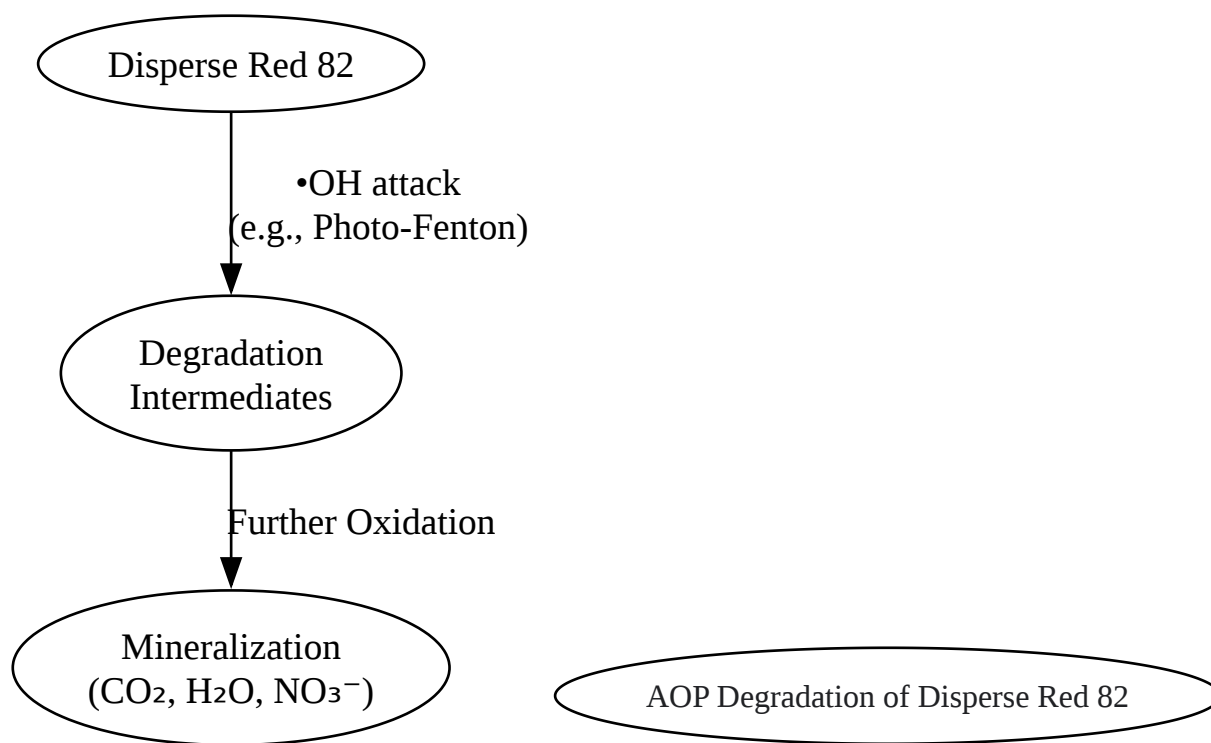 Disperse Red 82
•OH attack
(e.g., Photo-Fenton)
Degradation
Intermediates
Further Oxidation
Mineralization
(CO₂, H₂O, NO₃⁻)
AOP Degradation of Disperse Red 82